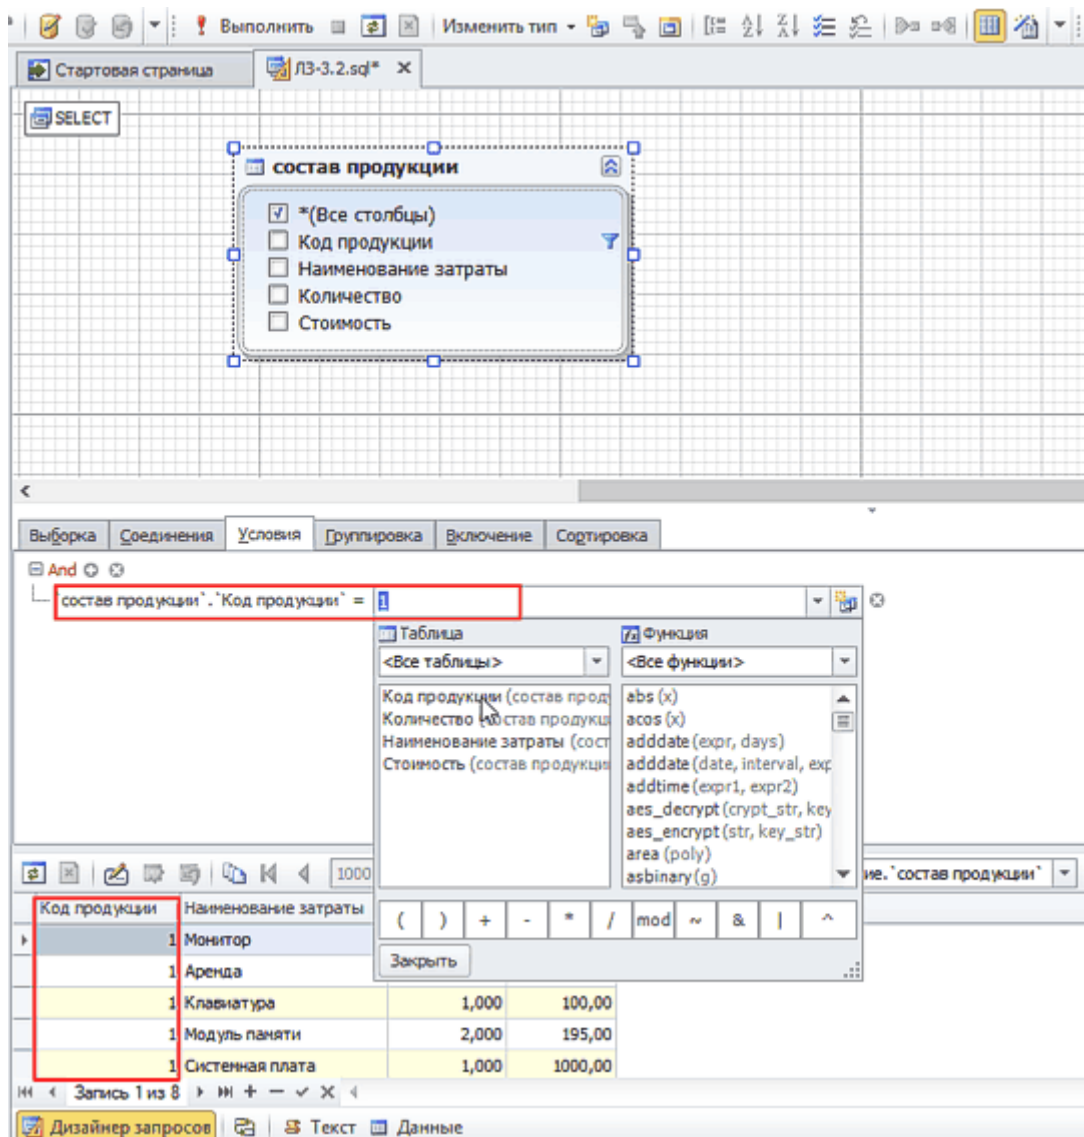 Выполнить Изменить тип
Стартовая страница ЛЗ-3.2.sql*
SELECT
состав продукции
*(Все столбцы)
Код продукции
Наименование затраты
Количество
Стоимость
Выборка Соединения Условия Группировка Включение Сортировка
And
`состав продукции`.`Код продукции` = 1
Таблица Функция
<Все таблицы> <Все функции>
Код продукции (состав проду abs (x)
Количество (состав продукци acos (x)
Наименование затраты (сост adddate (expr, days)
Стоимость (состав продукции adddate (date, interval, exp
addtime (expr1, expr2)
aes_decrypt (crypt_str, key
aes_encrypt (str, key_str)
area (poly)
asbinary (g)
1000 ие.`состав продукции`
Код продукции Наименование затраты
( ) + - * / mod ~ & | ^
1 Монитор
Закрыть
1 Аренда
1 Клавиатура 1,000 100,00
1 Модуль памяти 2,000 195,00
1 Системная плата 1,000 1000,00
Запись 1 из 8
Дизайнер запросов Текст Данные